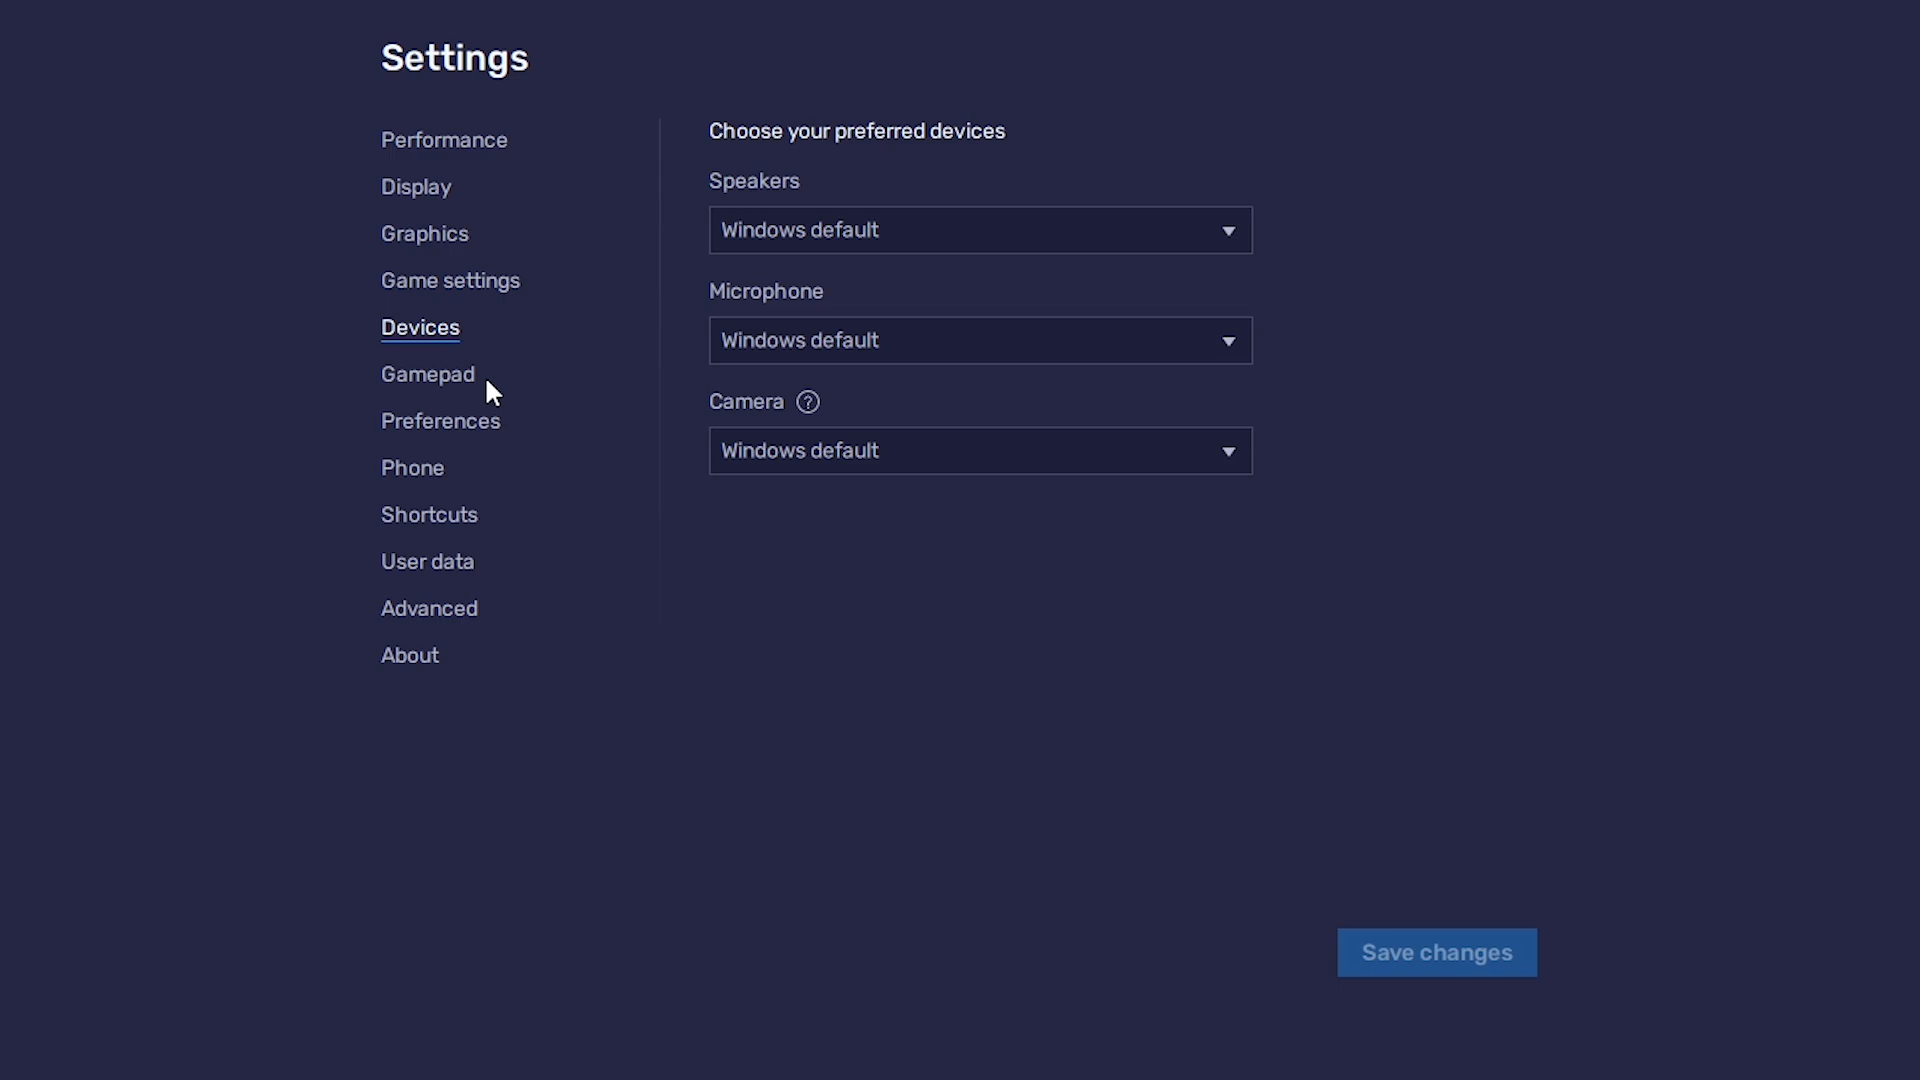 Settings
Performance
Display
Graphics
Game settings
Devices
Gamepad
Preferences
Phone
Shortcuts
User data
Advanced
About
Choose your preferred devices
Speakers
Windows default
Microphone
Windows default
Camera ?
Windows default
Save changes